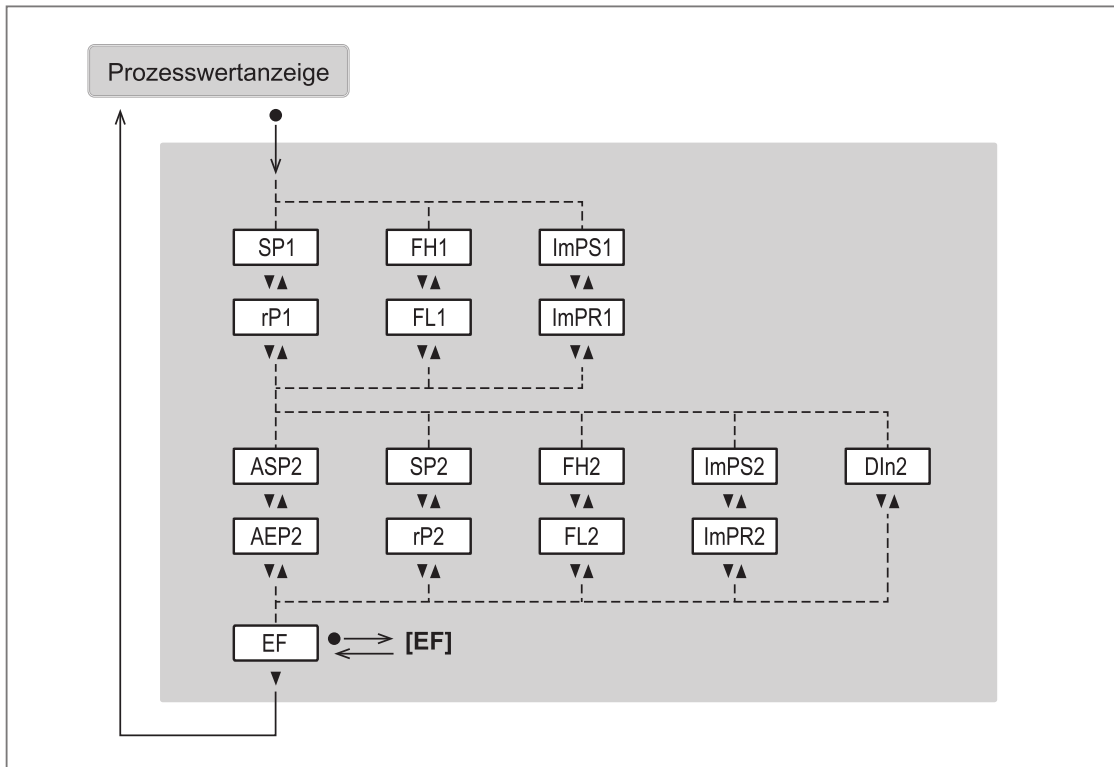 Prozesswertanzeige
SP1 FH1 ImPS1
rP1 FL1 ImPR1
ASP2 SP2 FH2 ImPS2 DIn2
AEP2 rP2 FL2 ImPR2
EF [EF]